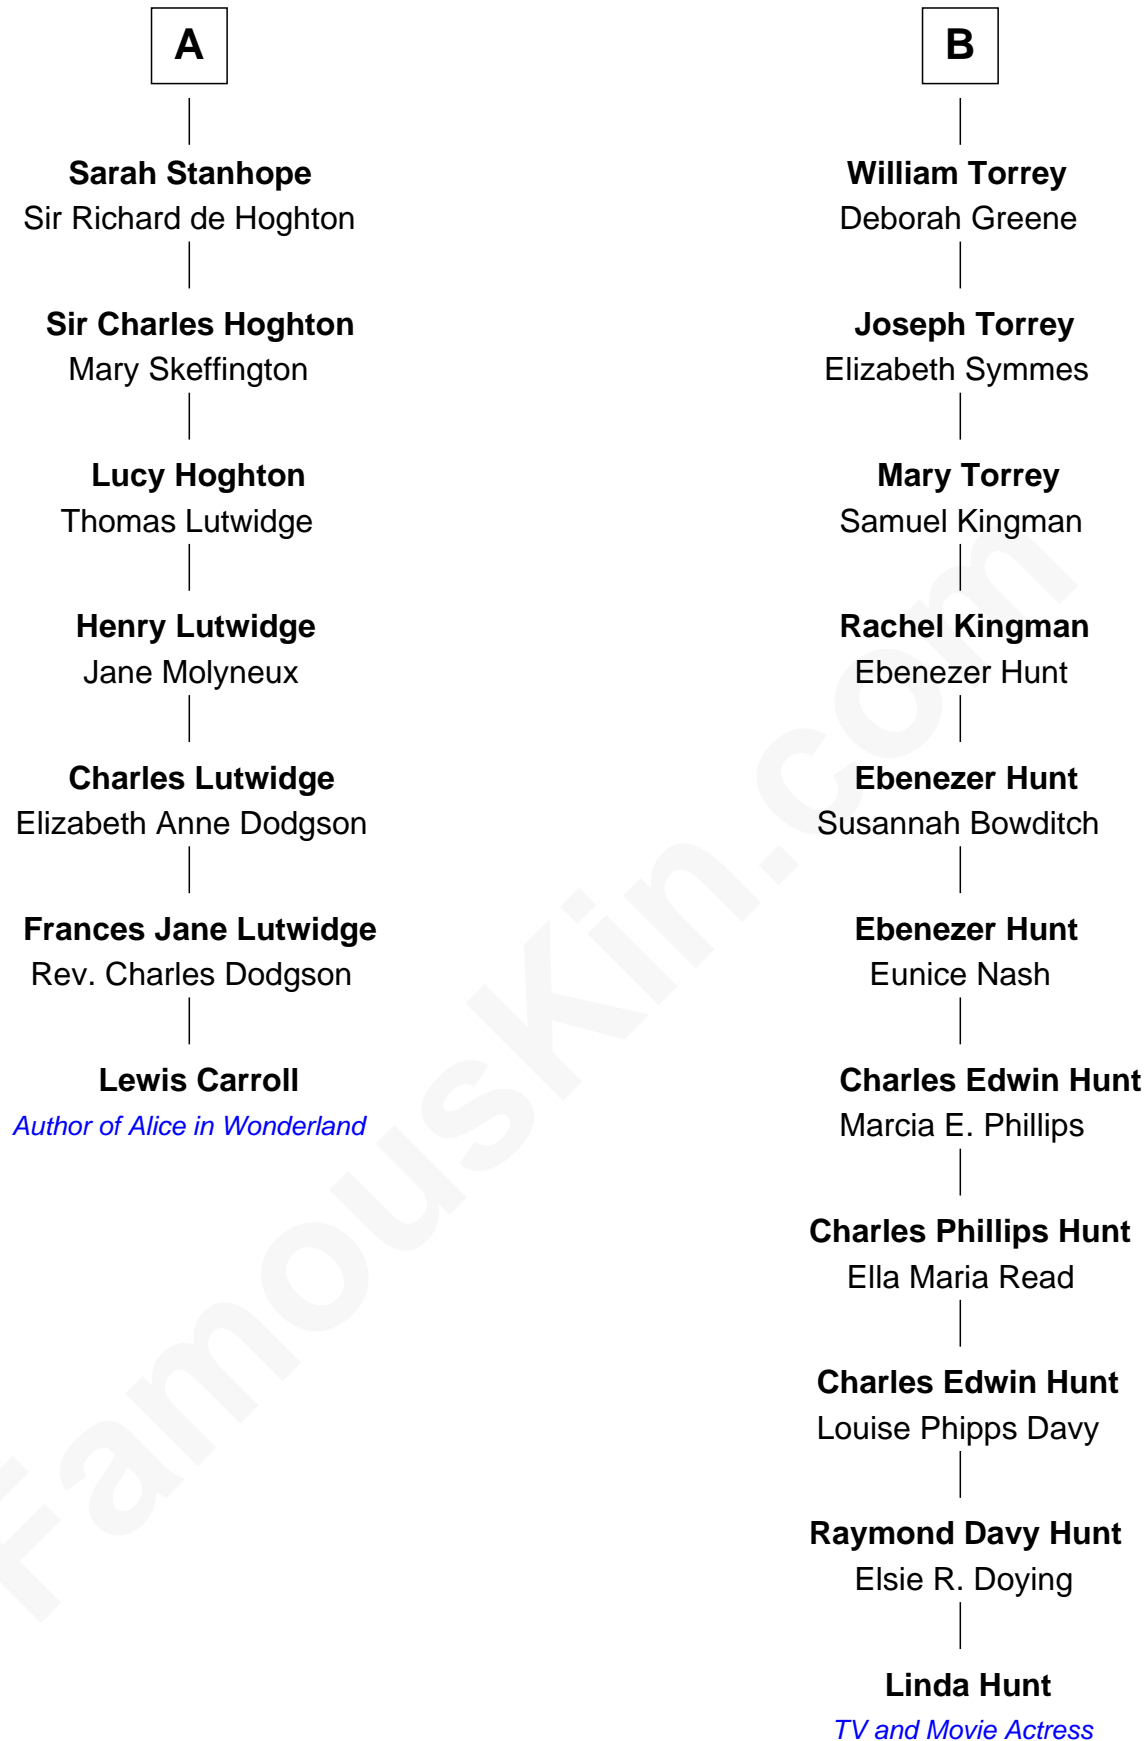 A
Sarah Stanhope
Sir Richard de Hoghton
Sir Charles Hoghton
Mary Skeffington
Lucy Hoghton
Thomas Lutwidge
Henry Lutwidge
Jane Molyneux
Charles Lutwidge
Elizabeth Anne Dodgson
Frances Jane Lutwidge
Rev. Charles Dodgson
Lewis Carroll
Author of Alice in Wonderland
B
William Torrey
Deborah Greene
Joseph Torrey
Elizabeth Symmes
Mary Torrey
Samuel Kingman
Rachel Kingman
Ebenezer Hunt
Ebenezer Hunt
Susannah Bowditch
Ebenezer Hunt
Eunice Nash
Charles Edwin Hunt
Marcia E. Phillips
Charles Phillips Hunt
Ella Maria Read
Charles Edwin Hunt
Louise Phipps Davy
Raymond Davy Hunt
Elsie R. Doying
Linda Hunt
TV and Movie Actress
FamousKin.com